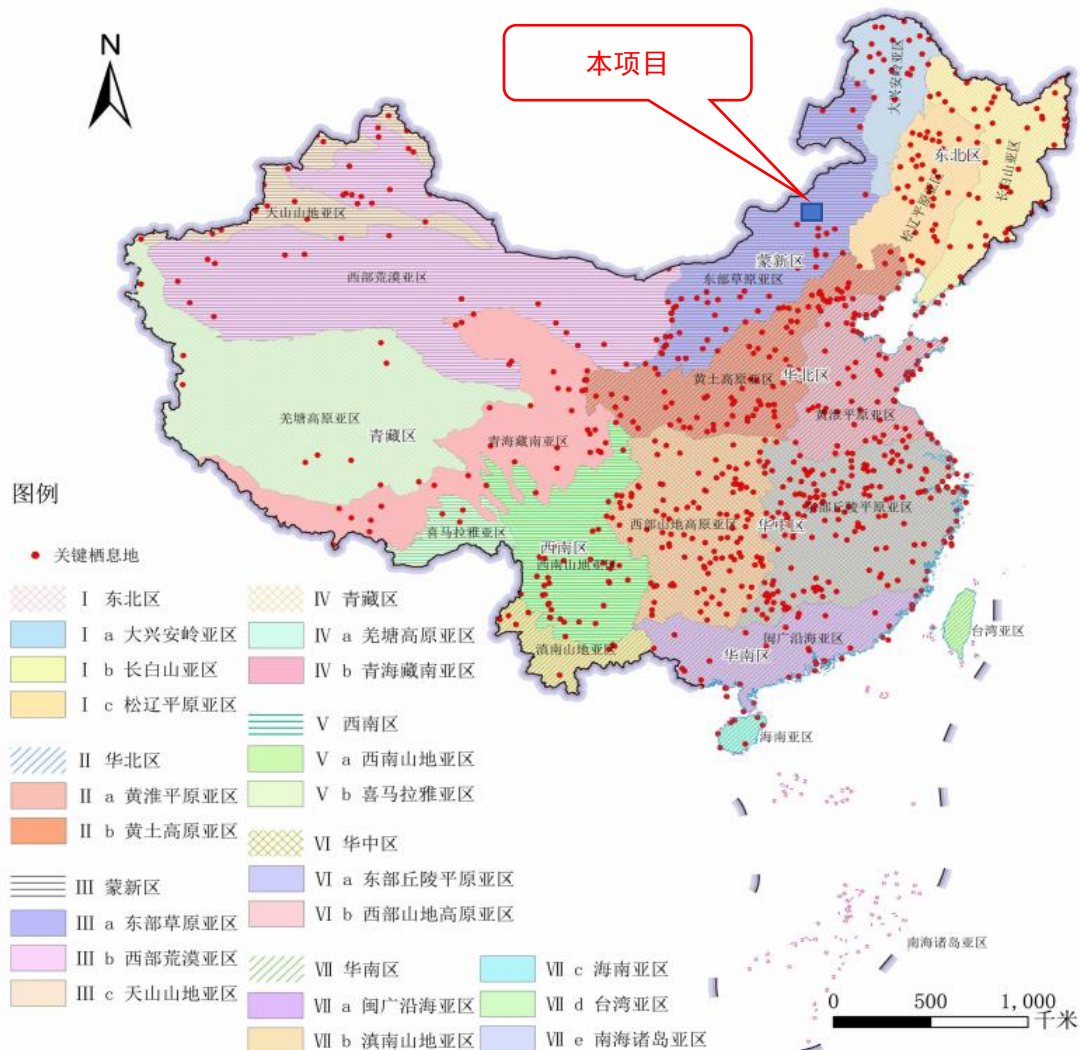 本项目
N
大兴安岭亚区
东北区
长白山亚区
松辽平原亚区
天山山地亚区
蒙新区
西部荒漠亚区
东部草原亚区
黄土高原亚区
华北区
羌塘高原亚区
黄淮平原亚区
青藏区
青海藏南亚区
东部丘陵平原亚区
西部山地高原亚区
华中区
喜马拉雅亚区
西南区
西南山地亚区
台湾亚区
闽广沿海亚区
滇南山地亚区
华南区
海南亚区
南海诸岛亚区
图例
关键栖息地
I 东北区
I a 大兴安岭亚区
I b 长白山亚区
I c 松辽平原亚区
II 华北区
II a 黄淮平原亚区
II b 黄土高原亚区
III 蒙新区
III a 东部草原亚区
III b 西部荒漠亚区
III c 天山山地亚区
IV 青藏区
IV a 羌塘高原亚区
IV b 青海藏南亚区
V 西南区
V a 西南山地亚区
V b 喜马拉雅亚区
VI 华中区
VI a 东部丘陵平原亚区
VI b 西部山地高原亚区
VII 华南区
VII a 闽广沿海亚区
VII b 滇南山地亚区
VII c 海南亚区
VII d 台湾亚区
VII e 南海诸岛亚区
0 500 1,000
千米